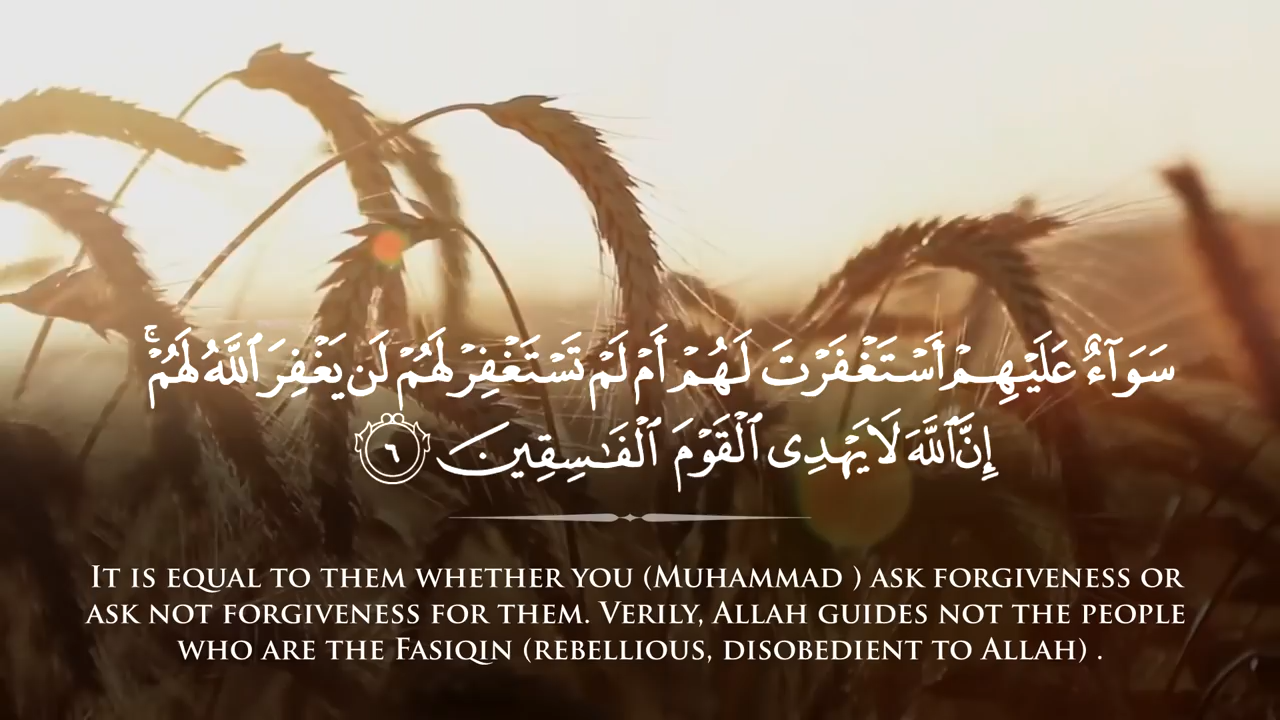 سَوَآءٌ عَلَيْهِمْ أَسْتَغْفَرْتَ لَهُمْ أَمْ لَمْ تَسْتَغْفِرْ لَهُمْ لَن يَغْفِرَ ٱللَّهُ لَهُمْ ۚ
إِنَّ ٱللَّهَ لَا يَهْدِى ٱلْقَوْمَ ٱلْفَـٰسِقِينَ ٦
It is equal to them whether you (Muhammad ) ask forgiveness or
ask not forgiveness for them. Verily, Allah guides not the people
who are the Fasiqin (rebellious, disobedient to Allah) .